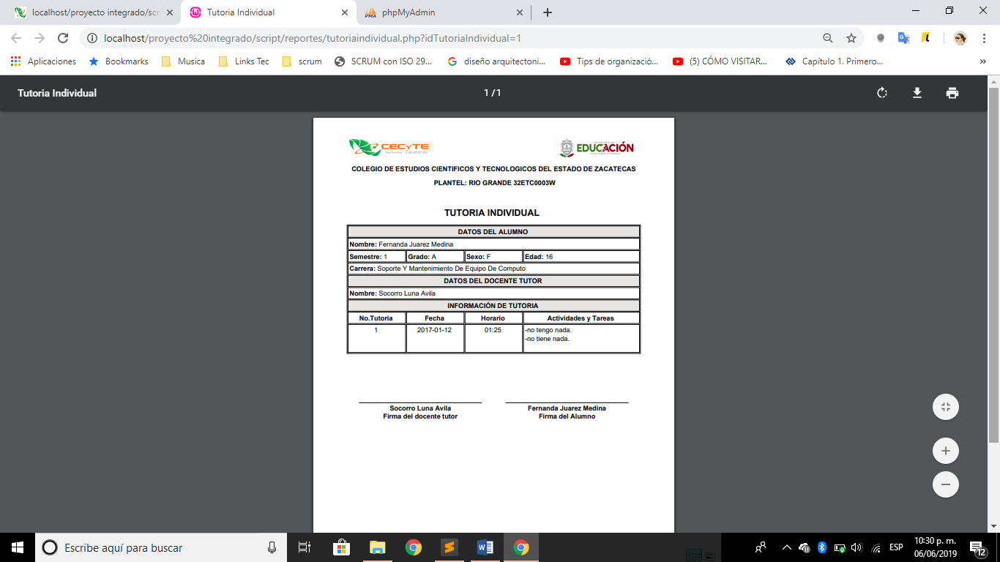 localhost/proyecto integrado/scr
Tutoria Individual
phpMyAdmin
localhost/proyecto%20integrado/script/reportes/tutoriaindividual.php?idTutoriaIndividual=1
Aplicaciones
Bookmarks
Musica
Links Tec
scrum
SCRUM con ISO 29...
diseño arquitectoni...
Tips de organizació...
(5) CÓMO VISITAR...
Capítulo 1. Primero...
»
Tutoria Individual
1 / 1
CECyTE
Zacatecas
EDUCACIÓN
COLEGIO DE ESTUDIOS CIENTIFICOS Y TECNOLOGICOS DEL ESTADO DE ZACATECAS
PLANTEL: RIO GRANDE 32ETC0003W
TUTORIA INDIVIDUAL
DATOS DEL ALUMNO
Nombre: Fernanda Juarez Medina
Semestre: 1 Grado: A Sexo: F Edad: 16
Carrera: Soporte Y Mantenimiento De Equipo De Computo
DATOS DEL DOCENTE TUTOR
Nombre: Socorro Luna Avila
INFORMACIÓN DE TUTORIA
No.Tutoria Fecha Horario Actividades y Tareas
1 2017-01-12 01:25 -no tengo nada.
-no tiene nada.
Socorro Luna Avila Fernanda Juarez Medina
Firma del docente tutor Firma del Alumno
Escribe aquí para buscar
ESP
10:30 p. m.
06/06/2019
12